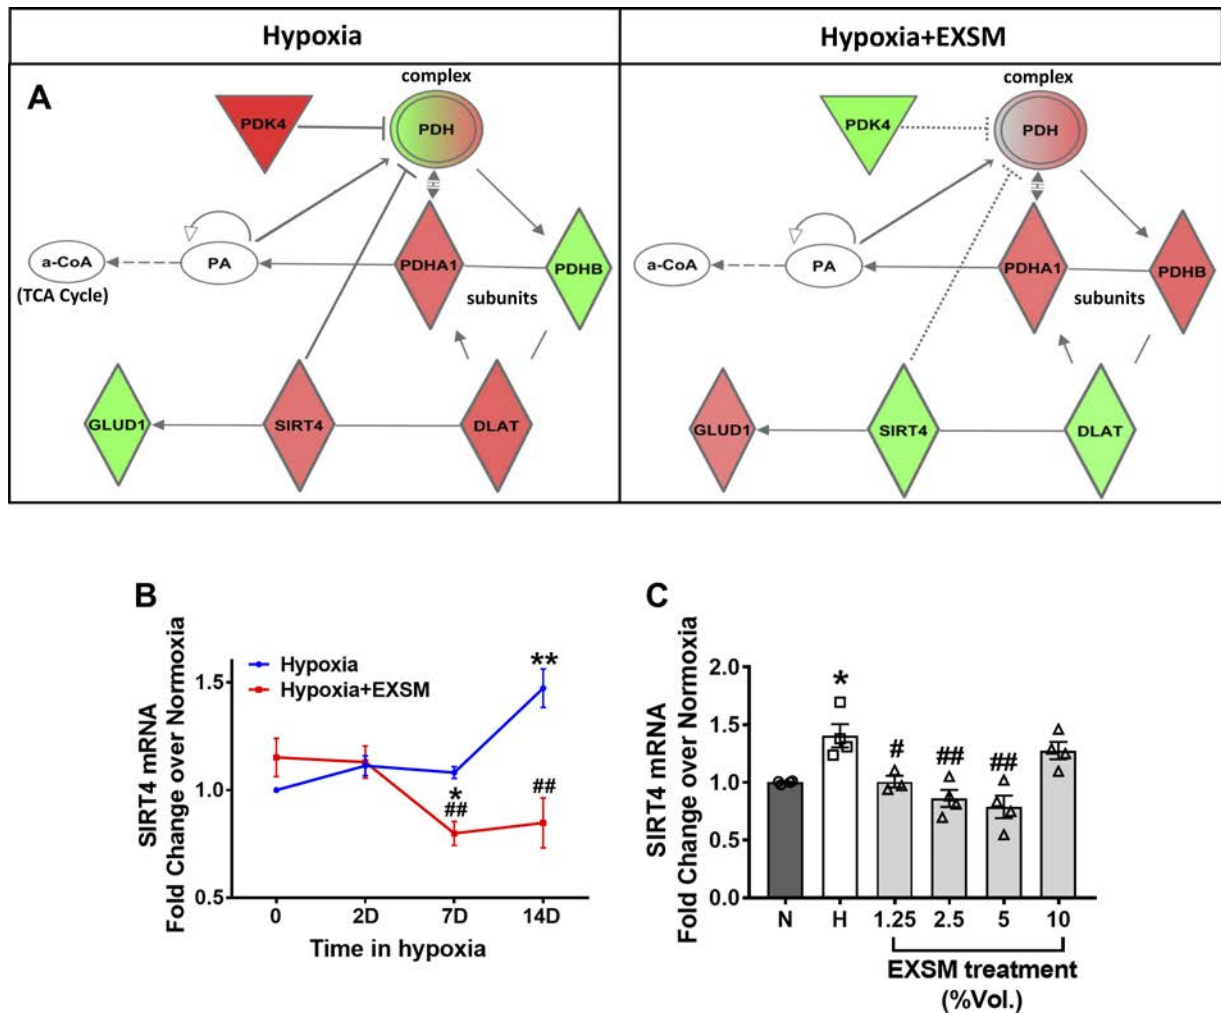 Hypoxia
Hypoxia+EXSM
A
complex
PDK4
PDH
a-CoA
PA
PDHA1
PDHB
(TCA Cycle)
subunits
GLUD1
SIRT4
DLAT
complex
PDK4
PDH
a-CoA
PA
PDHA1
PDHB
(TCA Cycle)
subunits
GLUD1
SIRT4
DLAT
B
SIRT4 mRNA
Fold Change over Normoxia
Hypoxia
Hypoxia+EXSM
1.5
1.0
0.5
**
*
##
##
0
2D
7D
14D
Time in hypoxia
C
SIRT4 mRNA
Fold Change over Normoxia
2.0
1.5
1.0
0.5
0.0
*
#
##
##
N
H
1.25
2.5
5
10
EXSM treatment
(%Vol.)